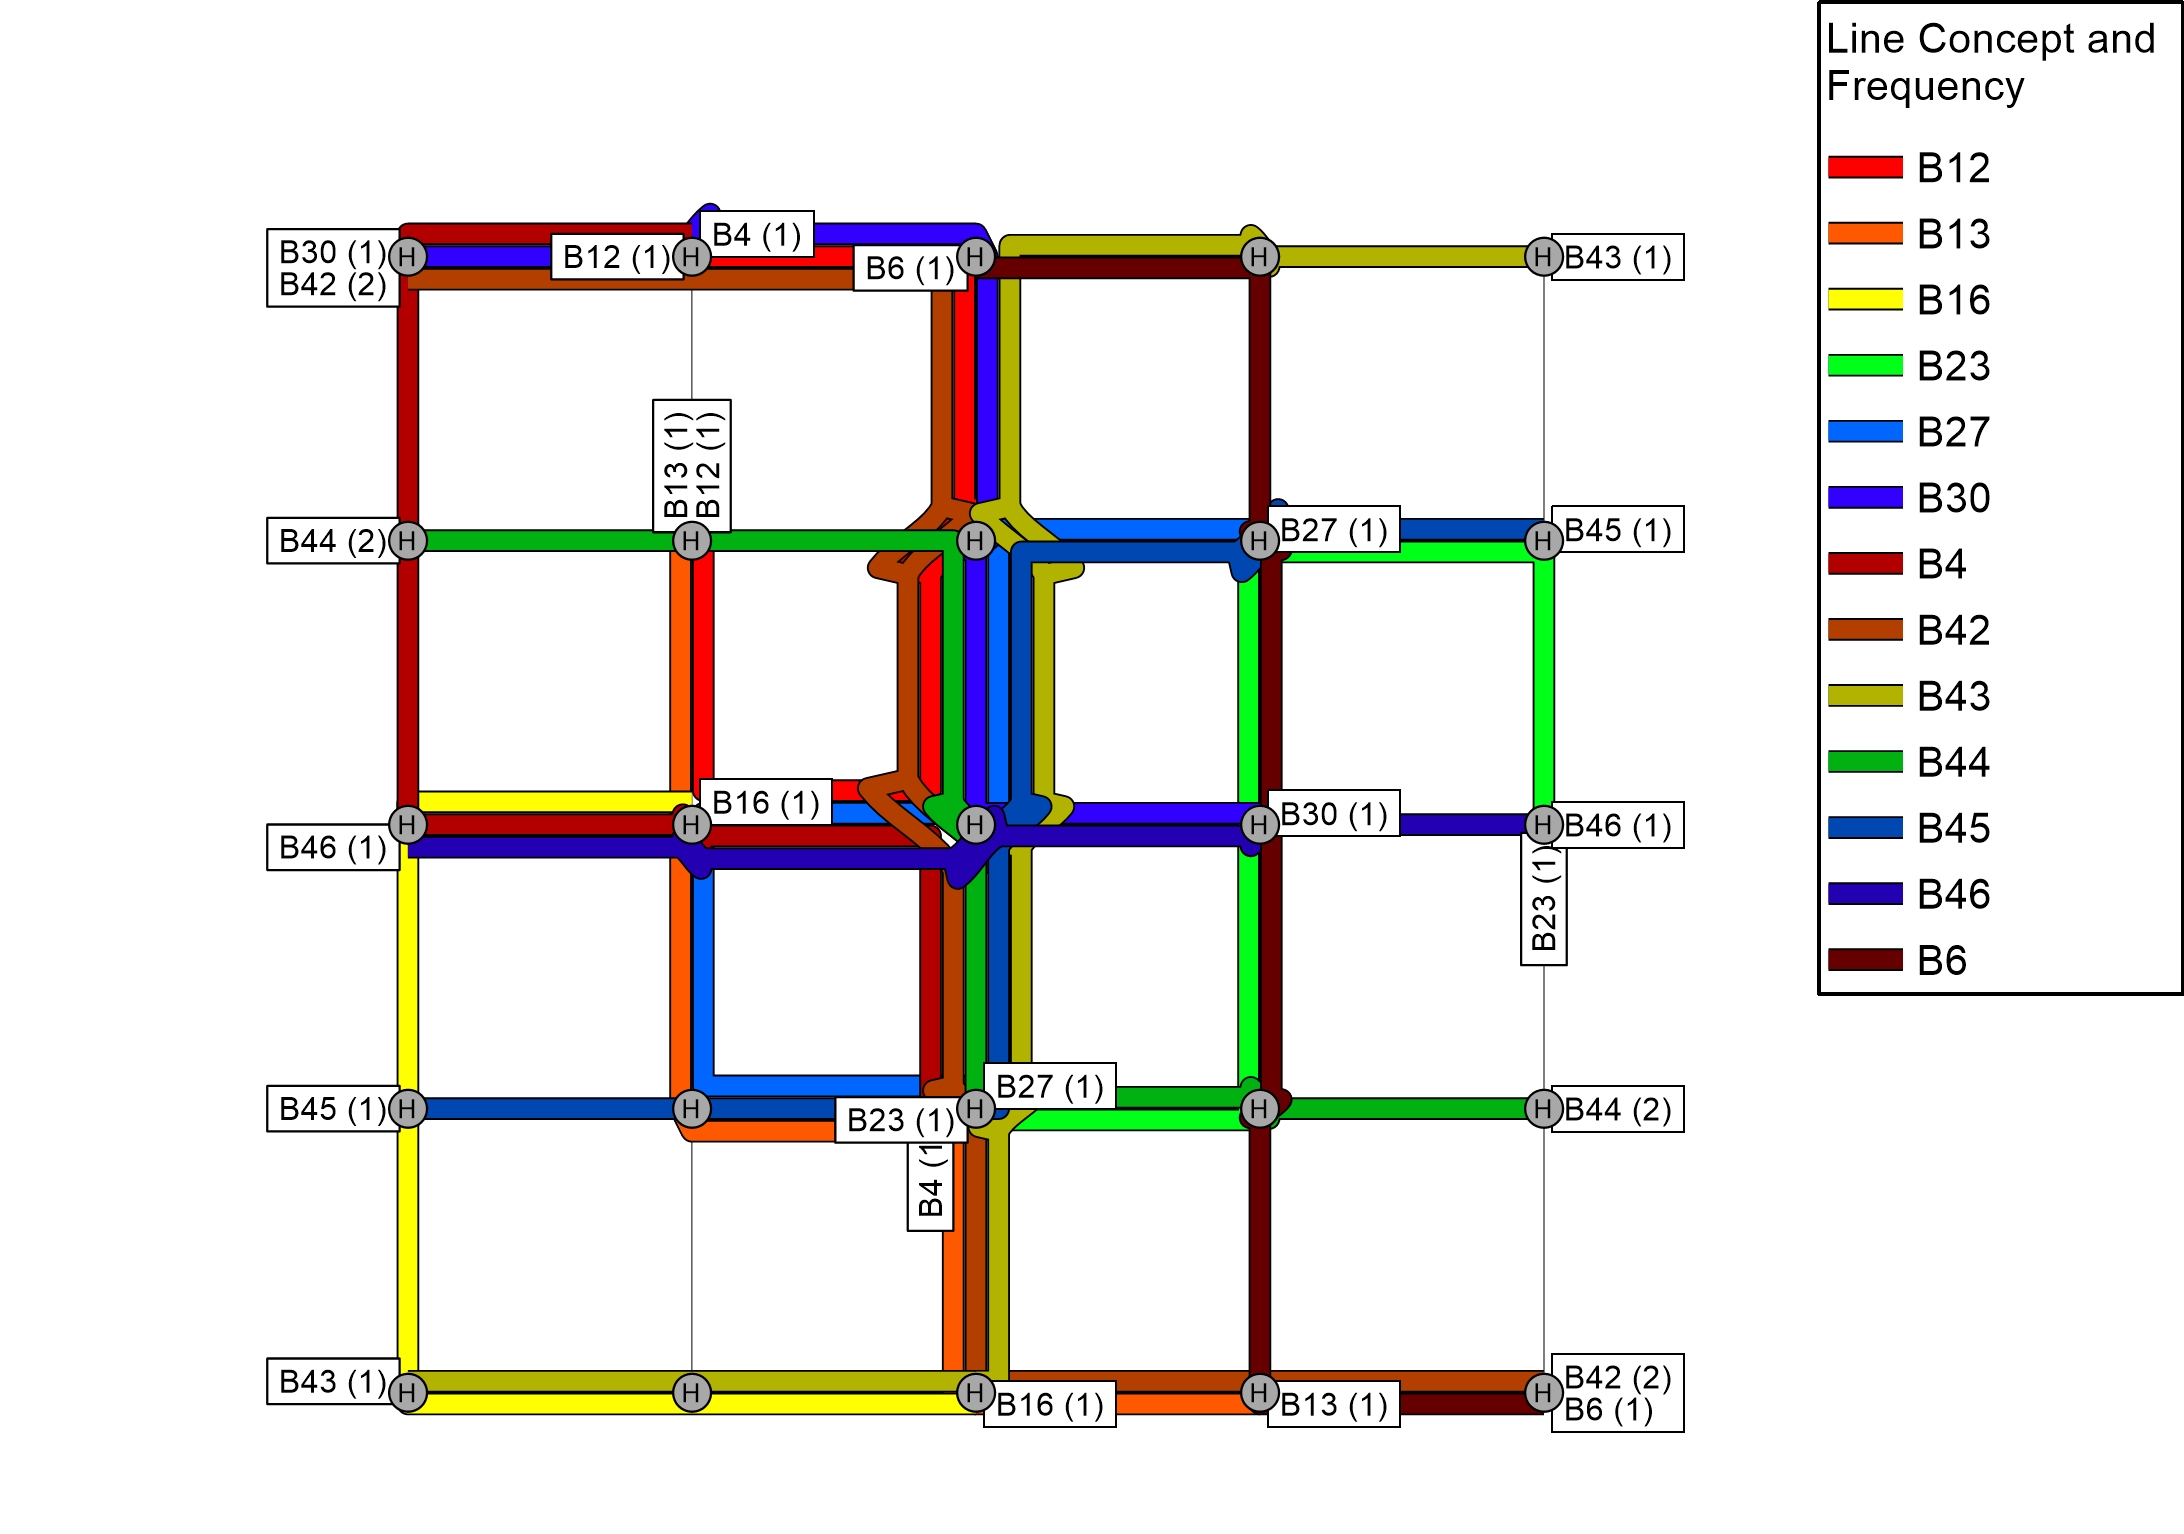 Line Concept and
Frequency
B12
B13
B16
B23
B27
B30
B4
B42
B43
B44
B45
B46
B6
B30 (1)
B42 (2)
H
B12 (1)
H
B4 (1)
B6 (1)
H
H
H
B43 (1)
B13 (1)
B12 (1)
B44 (2)
H
H
H
H
B27 (1)
H
B45 (1)
B46 (1)
H
H
B16 (1)
H
H
B30 (1)
H
B46 (1)
B23 (1)
B45 (1)
H
H
B23 (1)
H
B27 (1)
H
H
B44 (2)
B4 (1
B43 (1)
H
H
H
B16 (1)
H
B13 (1)
H
B42 (2)
B6 (1)